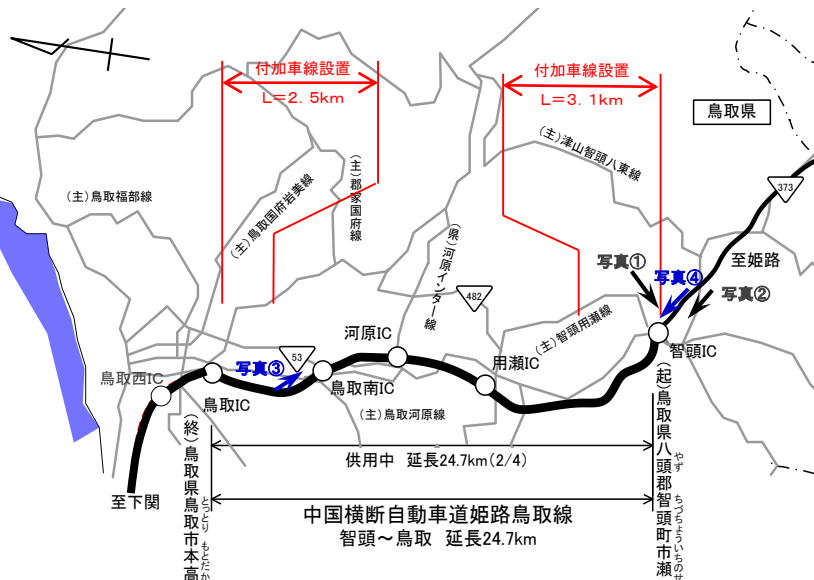 付加車線設置
L=2.5km
付加車線設置
L=3.1km
鳥取県
(主)津山智頭八東線
(主)郡家国府線
373
(主)鳥取福部線
(主)鳥取国府岩美線
(県)河原インター線
写真①
写真④
至姫路
写真②
482
河原IC
(主)智頭用瀬線
智頭IC
53
写真③
鳥取西IC
用瀬IC
鳥取IC
鳥取南IC
(主)鳥取河原線
供用中 延長24.7km(2/4)
至下関
中国横断自動車道姫路鳥取線
智頭~鳥取 延長24.7km
(終)鳥取県鳥取市本高
とっとり もとだか
(起)鳥取県八頭郡智頭町市瀬
やず ちづちょういちのせ